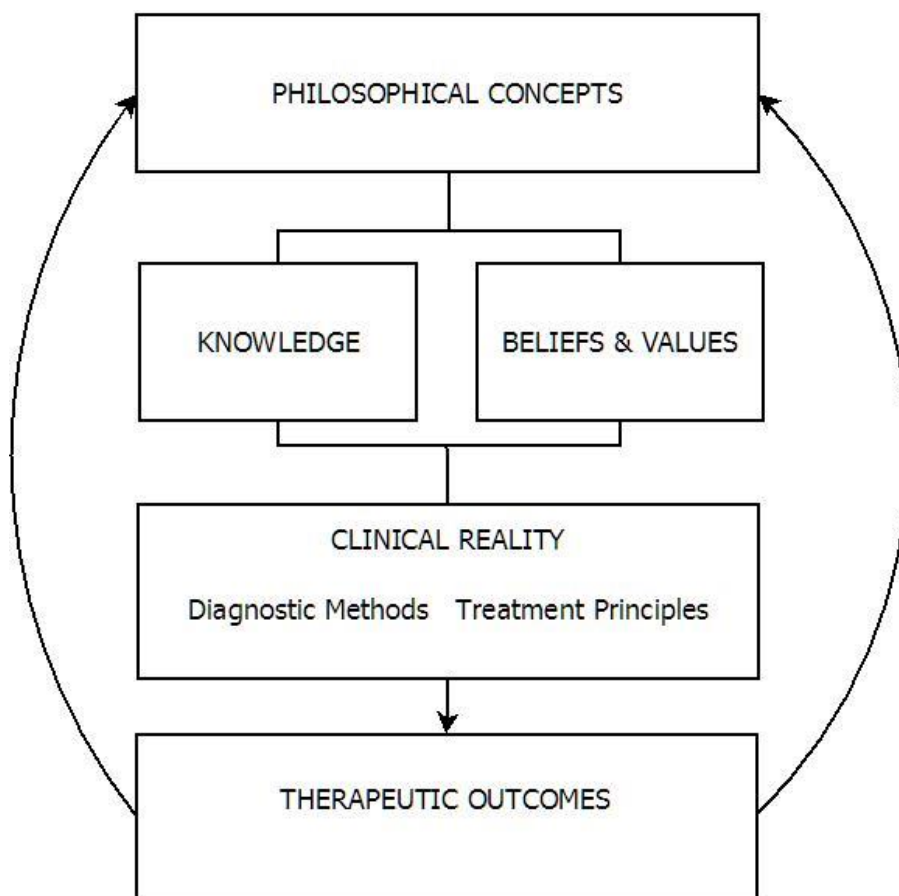 PHILOSOPHICAL CONCEPTS
KNOWLEDGE
BELIEFS & VALUES
CLINICAL REALITY
Diagnostic Methods Treatment Principles
THERAPEUTIC OUTCOMES